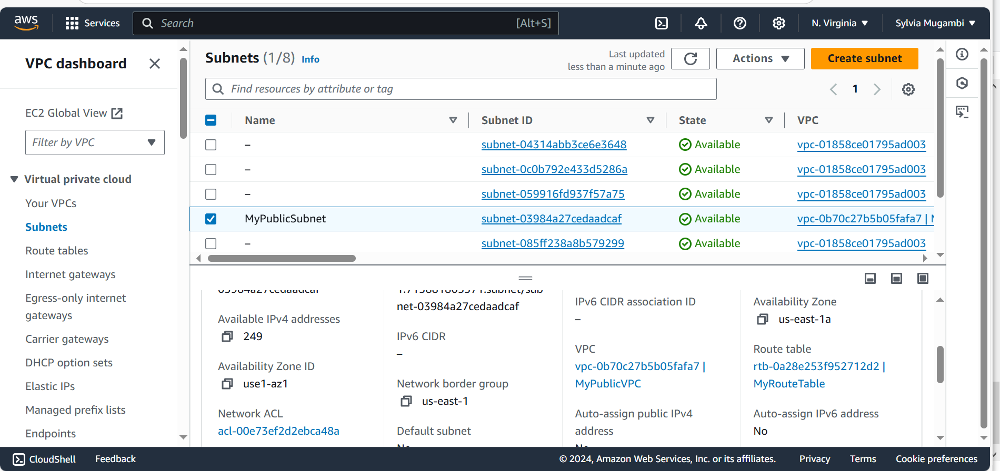 aws
Services
Search
[Alt+S]
N. Virginia
Sylvia Mugambi
VPC dashboard
EC2 Global View
Filter by VPC
Virtual private cloud
Your VPCs
Subnets
Route tables
Internet gateways
Egress-only internet
gateways
Carrier gateways
DHCP option sets
Elastic IPs
Managed prefix lists
Endpoints
Subnets (1/8) Info
Last updated
less than a minute ago
Actions
Create subnet
Find resources by attribute or tag
1
Name Subnet ID State VPC
– subnet-04314abb3ce6e3648 Available vpc-01858ce01795ad003
– subnet-0c0b792e433d5286a Available vpc-01858ce01795ad003
– subnet-059916fd937f57a75 Available vpc-01858ce01795ad003
MyPublicSubnet subnet-03984a27cedaadcaf Available vpc-0b70c27b5b05fafa7 |
– subnet-085ff238a8b579299 Available vpc-01858ce01795ad003
03984a27cedaadcaf
Available IPv4 addresses
249
Availability Zone ID
use1-az1
Network ACL
acl-00e73ef2d2ebca48a
net-03984a27cedaadcaf
IPv6 CIDR
–
Network border group
us-east-1
Default subnet
No
IPv6 CIDR association ID
–
VPC
vpc-0b70c27b5b05fafa7 |
MyPublicVPC
Auto-assign public IPv4
address
No
Availability Zone
us-east-1a
Route table
rtb-0a28e253f952712d2 |
MyRouteTable
Auto-assign IPv6 address
No
CloudShell
Feedback
© 2024, Amazon Web Services, Inc. or its affiliates.
Privacy
Terms
Cookie preferences